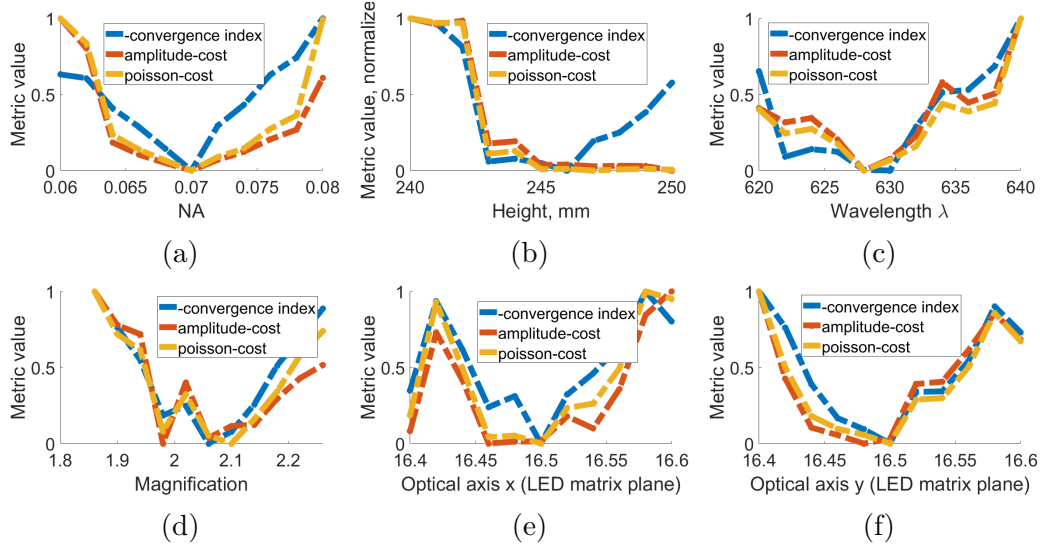 Metric value
1
0.5
0
-convergence index
amplitude-cost
poisson-cost
0.06
0.065
0.07
0.075
0.08
NA
(a)
Metric value, normalize
1
0.5
0
-convergence index
amplitude-cost
poisson-cost
240
245
250
Height, mm
(b)
Metric value
1
0.5
0
-convergence index
amplitude-cost
poisson-cost
620
625
630
635
640
Wavelength λ
(c)
Metric value
1
0.5
0
-convergence index
amplitude-cost
poisson-cost
1.8
1.9
2
2.1
2.2
Magnification
(d)
Metric value
1
0.5
0
-convergence index
amplitude-cost
poisson-cost
16.4
16.45
16.5
16.55
16.6
Optical axis x (LED matrix plane)
(e)
Metric value
1
0.5
0
-convergence index
amplitude-cost
poisson-cost
16.4
16.45
16.5
16.55
16.6
Optical axis y (LED matrix plane)
(f)